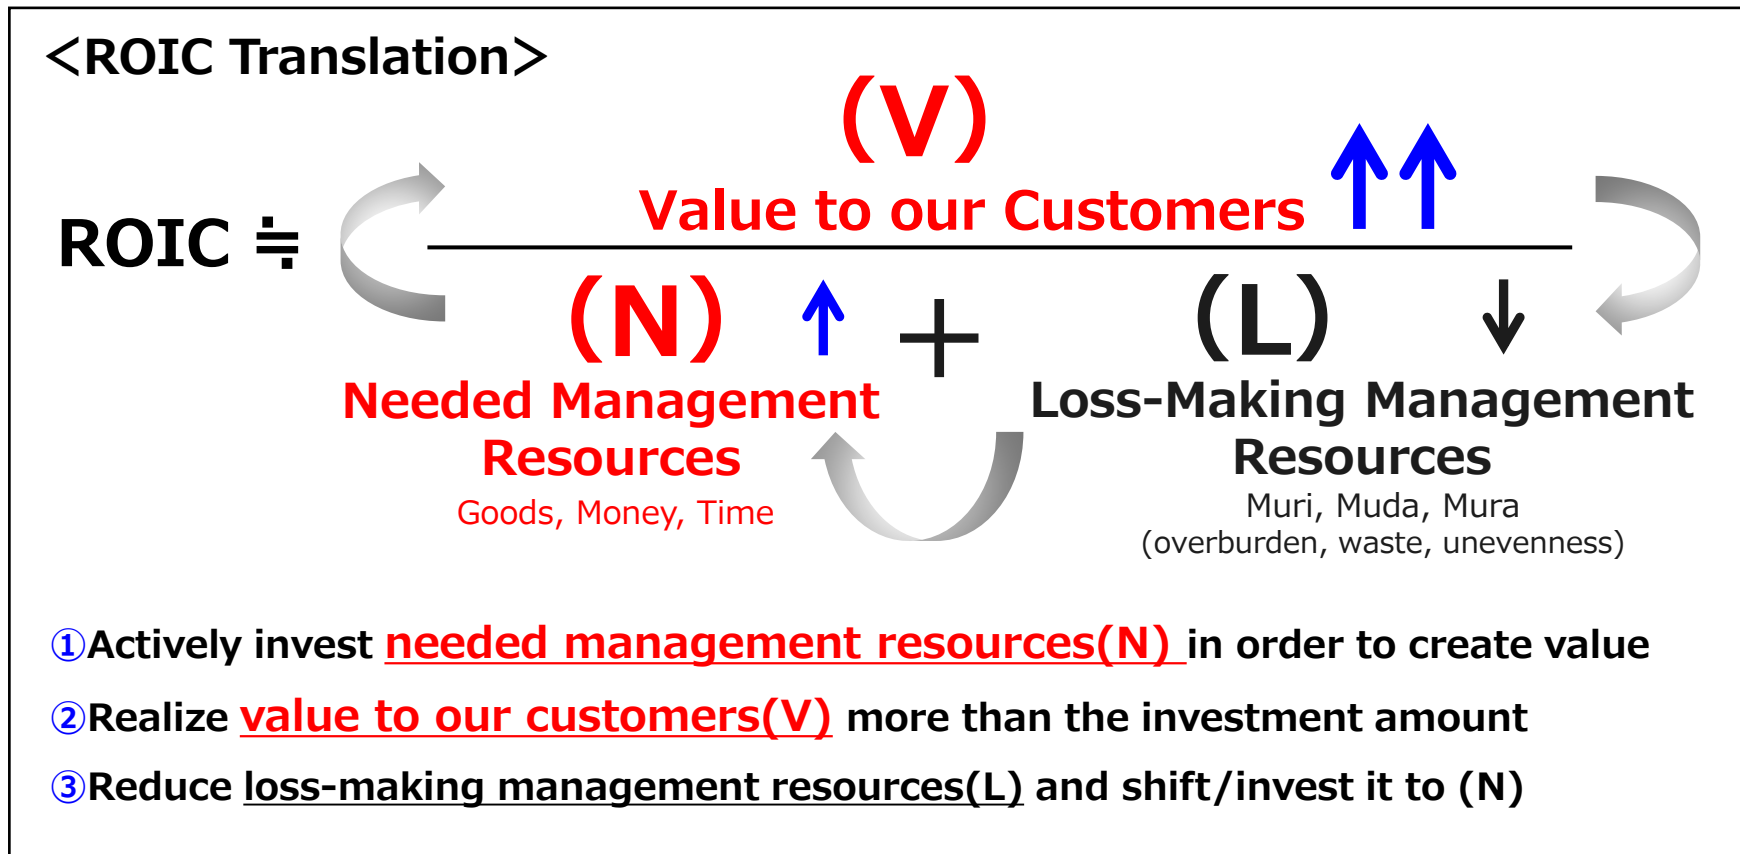 <ROIC Translation>
(V)
Value to our Customers
ROIC ≒
(N) + (L)
Needed Management
Resources
Goods, Money, Time
Loss-Making Management
Resources
Muri, Muda, Mura
(overburden, waste, unevenness)
①Actively invest needed management resources(N) in order to create value
②Realize value to our customers(V) more than the investment amount
③Reduce loss-making management resources(L) and shift/invest it to (N)